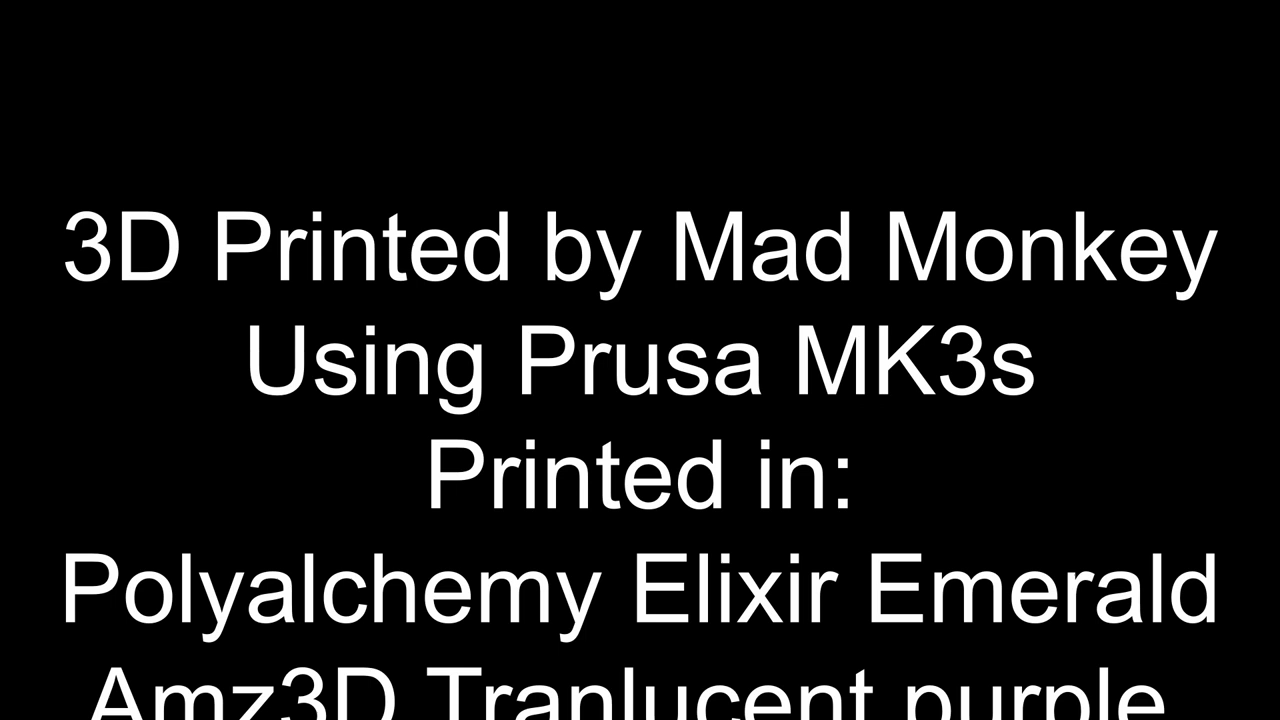 3D Printed by Mad Monkey
Using Prusa MK3s
Printed in:
Polyalchemy Elixir Emerald
Amz3D Tranlucent purple